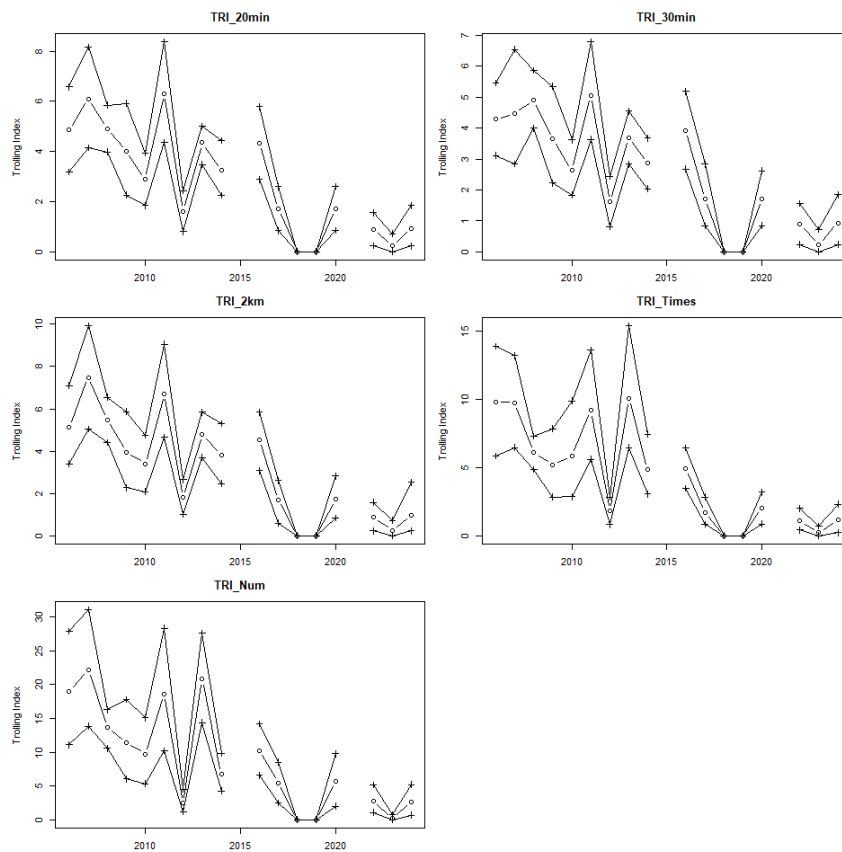 TRI_20min
Trolling Index
0 2 4 6 8
2010 2015 2020
TRI_30min
Trolling Index
0 1 2 3 4 5 6 7
2010 2015 2020
TRI_2km
Trolling Index
0 2 4 6 8 10
2010 2015 2020
TRI_Times
Trolling Index
0 5 10 15
2010 2015 2020
TRI_Num
Trolling Index
0 5 10 15 20 25 30
2010 2015 2020